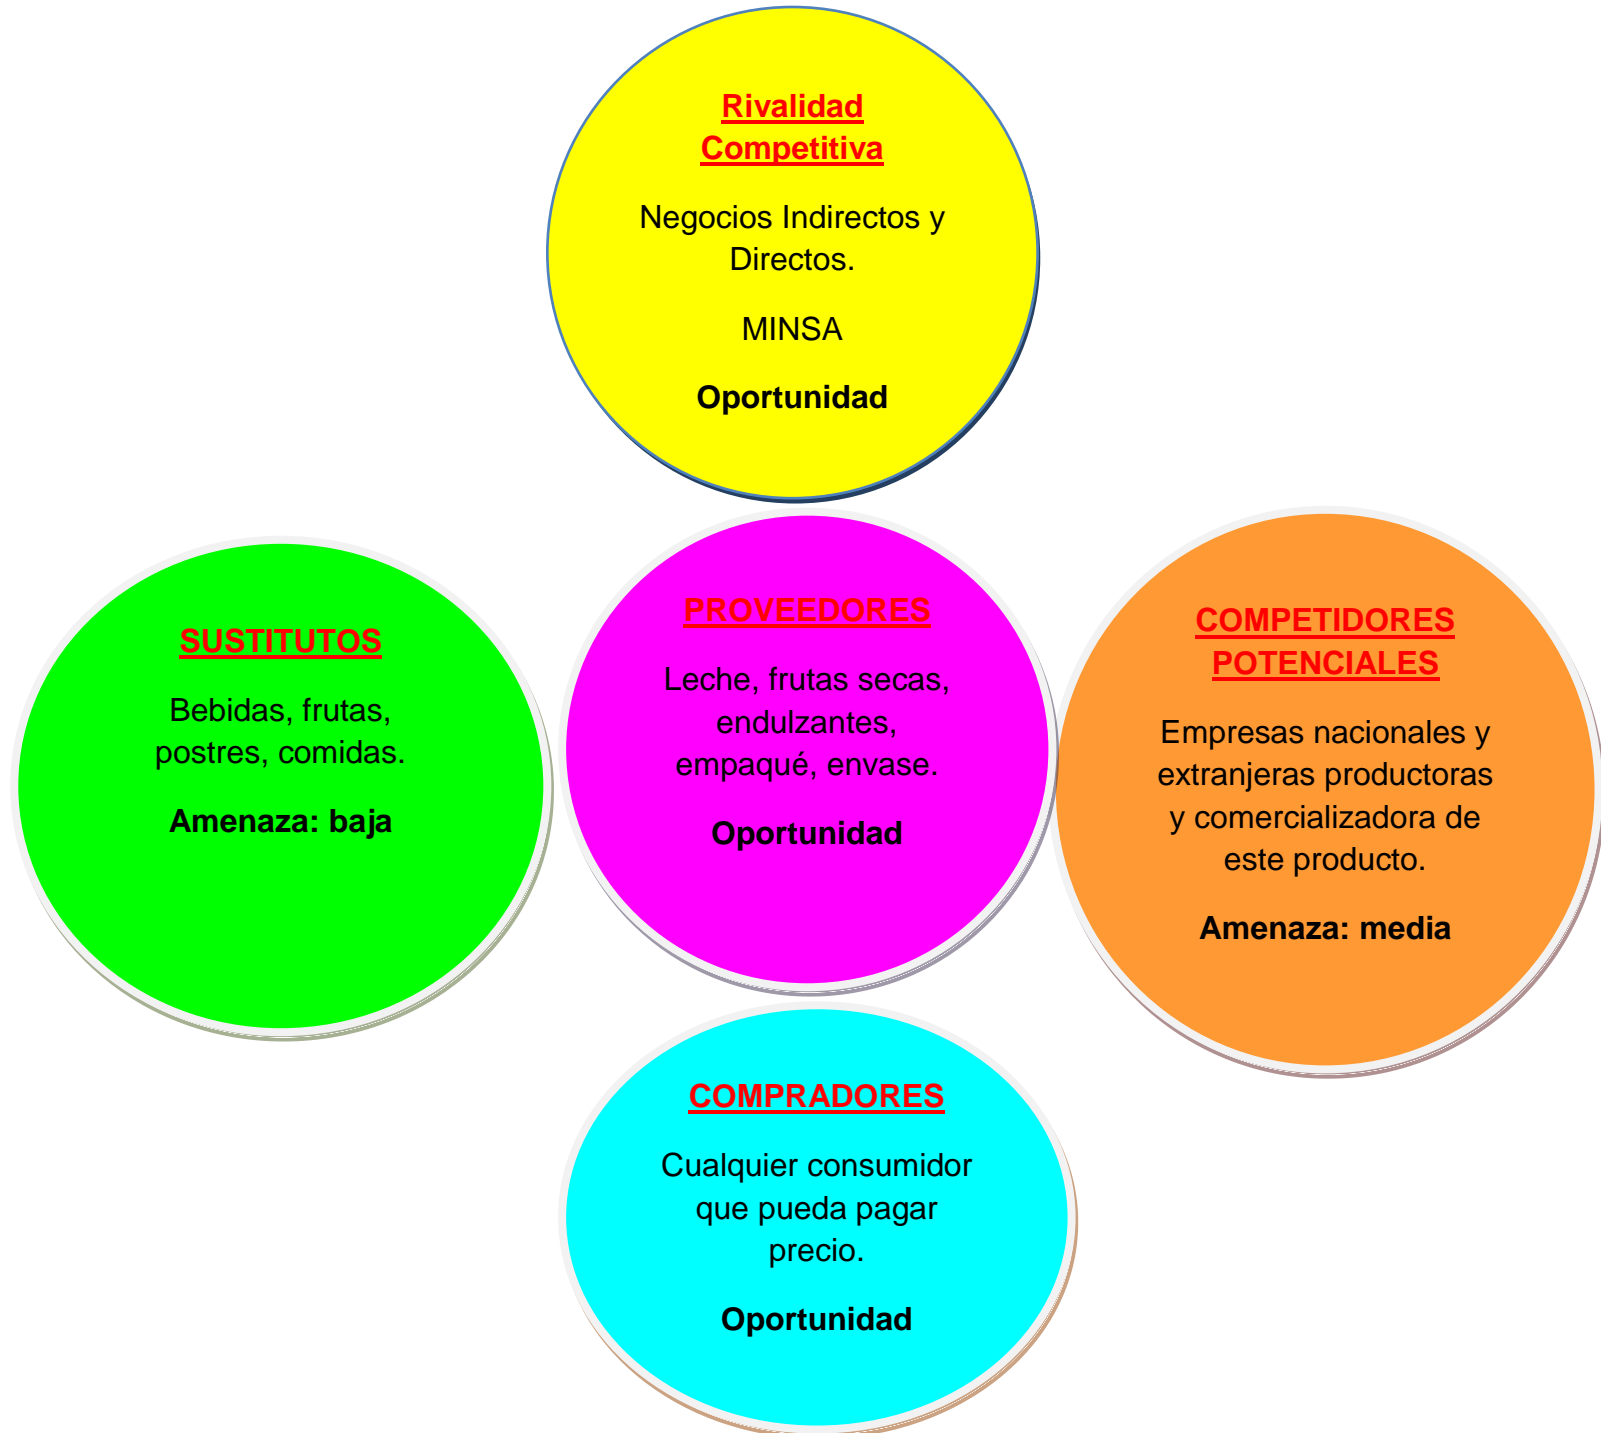 Rivalidad
Competitiva
Negocios Indirectos y
Directos.
MINSA
Oportunidad
SUSTITUTOS
Bebidas, frutas,
postres, comidas.
Amenaza: baja
PROVEEDORES
Leche, frutas secas,
endulzantes,
empaqué, envase.
Oportunidad
COMPETIDORES
POTENCIALES
Empresas nacionales y
extranjeras productoras
y comercializadora de
este producto.
Amenaza: media
COMPRADORES
Cualquier consumidor
que pueda pagar
precio.
Oportunidad